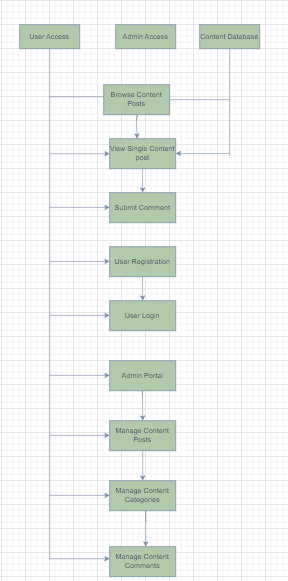 User Access
Admin Access
Content Database
Browse Content
Posts
View Single Content
post
Submit Comment
User Registration
User Login
Admin Portal
Manage Content
Posts
Manage Content
Categories
Manage Content
Comments